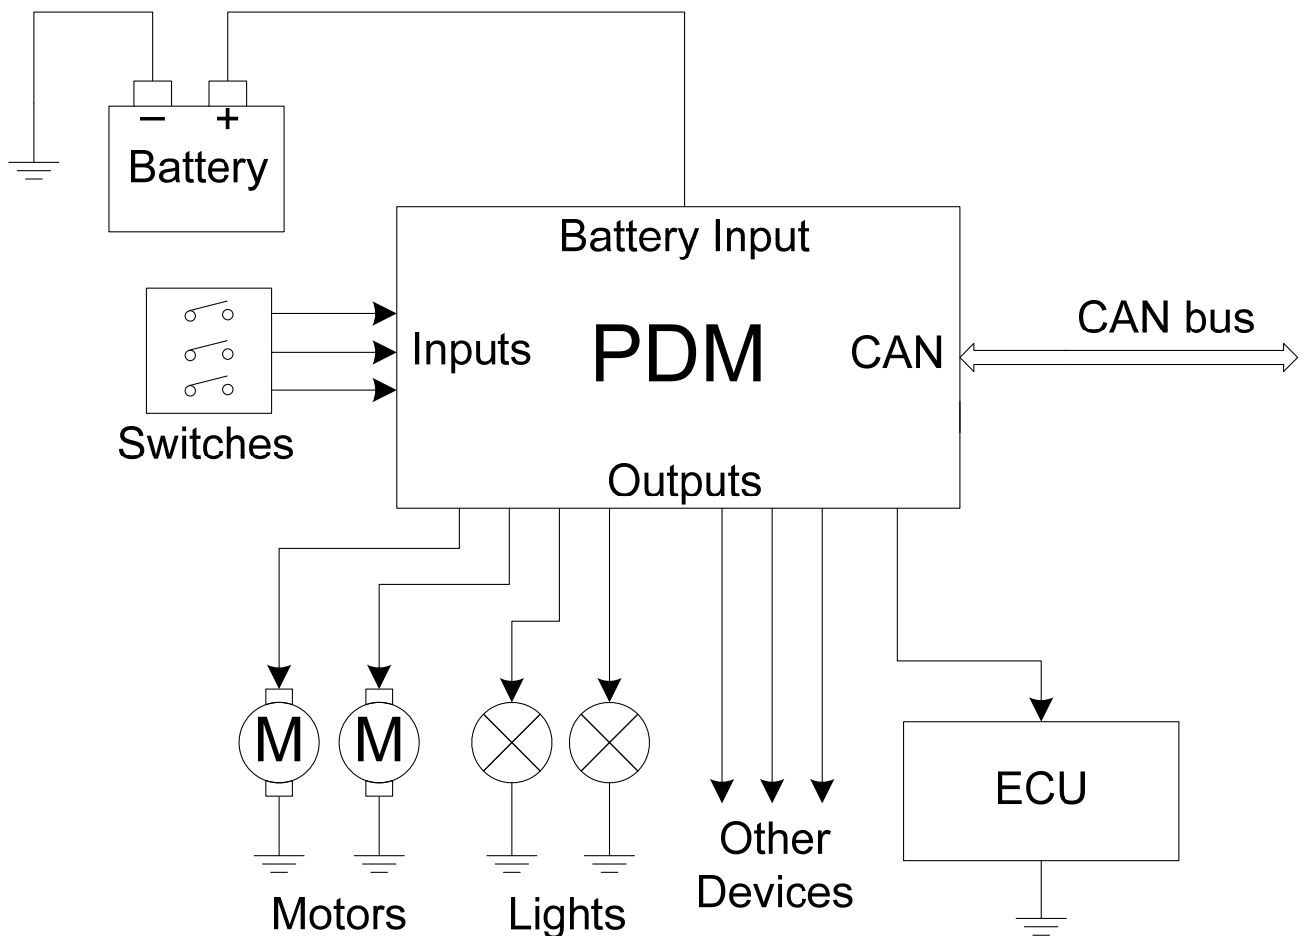 − +
Battery
Battery Input
Inputs
PDM
CAN
CAN bus
Switches
Outputs
M
M
ECU
Other
Devices
Motors
Lights